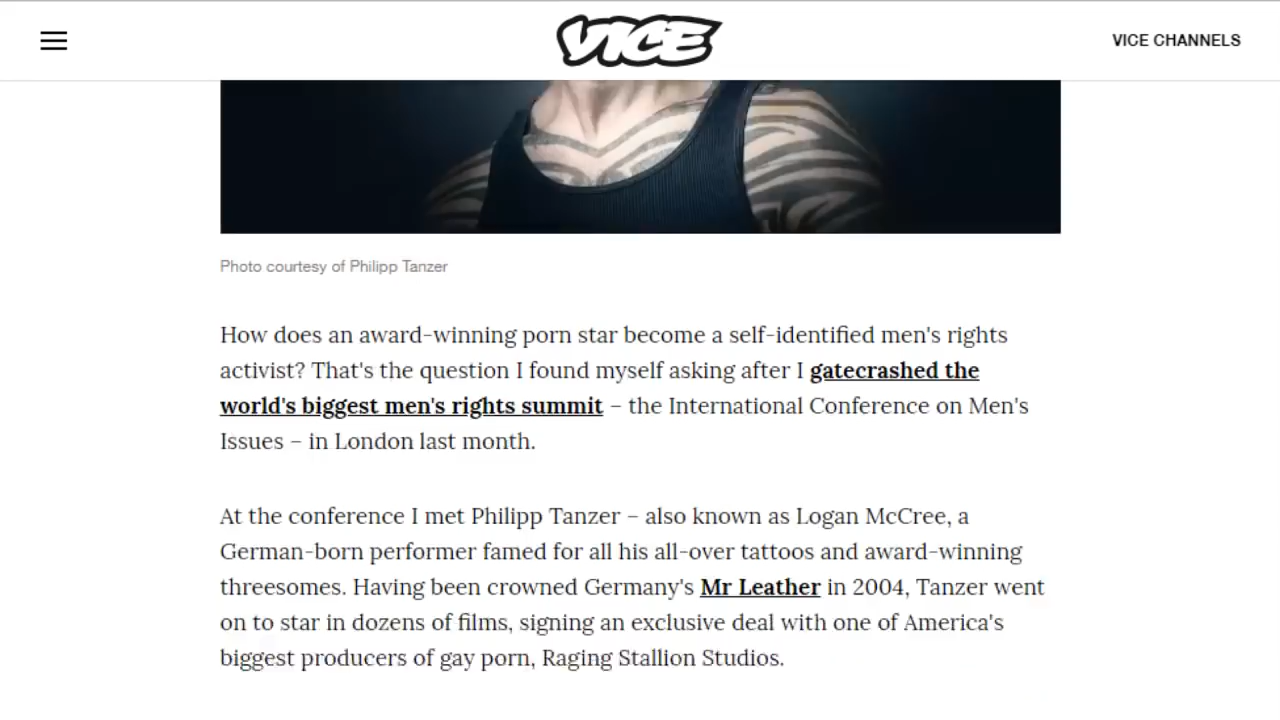 VICE
VICE CHANNELS
Photo courtesy of Philipp Tanzer
How does an award-winning porn star become a self-identified men's rights
activist? That's the question I found myself asking after I gatecrashed the
world's biggest men's rights summit – the International Conference on Men's
Issues – in London last month.
At the conference I met Philipp Tanzer – also known as Logan McCree, a
German-born performer famed for all his all-over tattoos and award-winning
threesomes. Having been crowned Germany's Mr Leather in 2004, Tanzer went
on to star in dozens of films, signing an exclusive deal with one of America's
biggest producers of gay porn, Raging Stallion Studios.